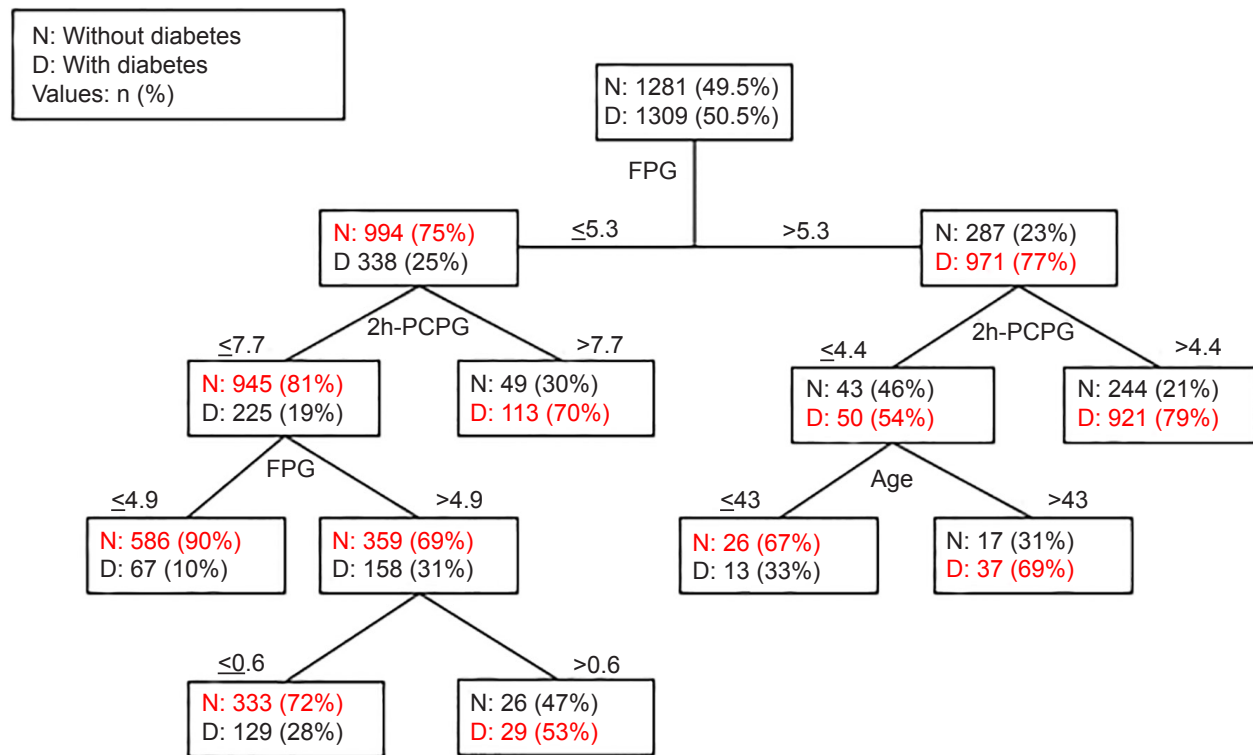 N: Without diabetes
D: With diabetes
Values: n (%)
N: 1281 (49.5%)
D: 1309 (50.5%)
FPG
≤5.3
>5.3
N: 994 (75%)
D 338 (25%)
N: 287 (23%)
D: 971 (77%)
2h-PCPG
≤7.7
>7.7
2h-PCPG
≤4.4
>4.4
N: 945 (81%)
D: 225 (19%)
N: 49 (30%)
D: 113 (70%)
N: 43 (46%)
D: 50 (54%)
N: 244 (21%)
D: 921 (79%)
FPG
≤4.9
>4.9
Age
≤43
>43
N: 586 (90%)
D: 67 (10%)
N: 359 (69%)
D: 158 (31%)
N: 26 (67%)
D: 13 (33%)
N: 17 (31%)
D: 37 (69%)
≤0.6
>0.6
N: 333 (72%)
D: 129 (28%)
N: 26 (47%)
D: 29 (53%)